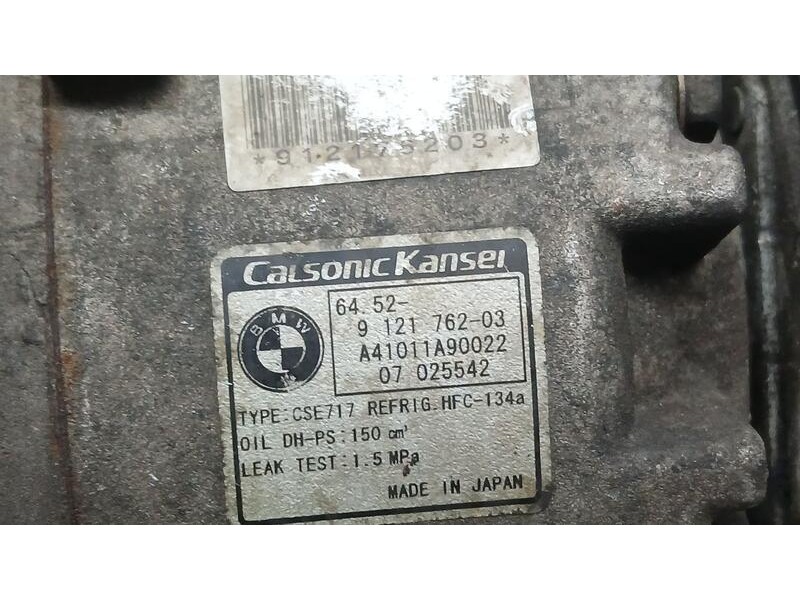 *912176203*
Calsonic Kansei
BMW
64.52-
9 121 762-03
A41011A90022
07 025542
TYPE:CSE717 REFRIG.HFC-134a
OIL DH-PS:150 cm³
LEAK TEST:1.5 MPa
MADE IN JAPAN